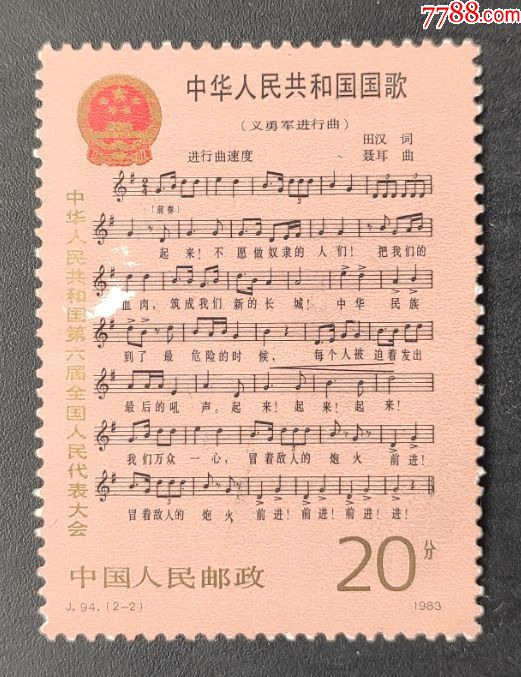 7788.com
中华人民共和国国歌
(义勇军进行曲)
田汉 词
进行曲速度 聂耳 曲
(前奏)
起来!不愿做奴隶的人们!把我们的
血肉,筑成我们新的长城!中华民族
到了最危险的时候,每个人被迫着发出
最后的吼声。起来!起来!起来!
我们万众一心,冒着敌人的炮火前进!
冒着敌人的炮火,前进!前进!前进!进!
中华人民共和国第六届全国人民代表大会
中国人民邮政 20分
J.94.(2-2) 1983